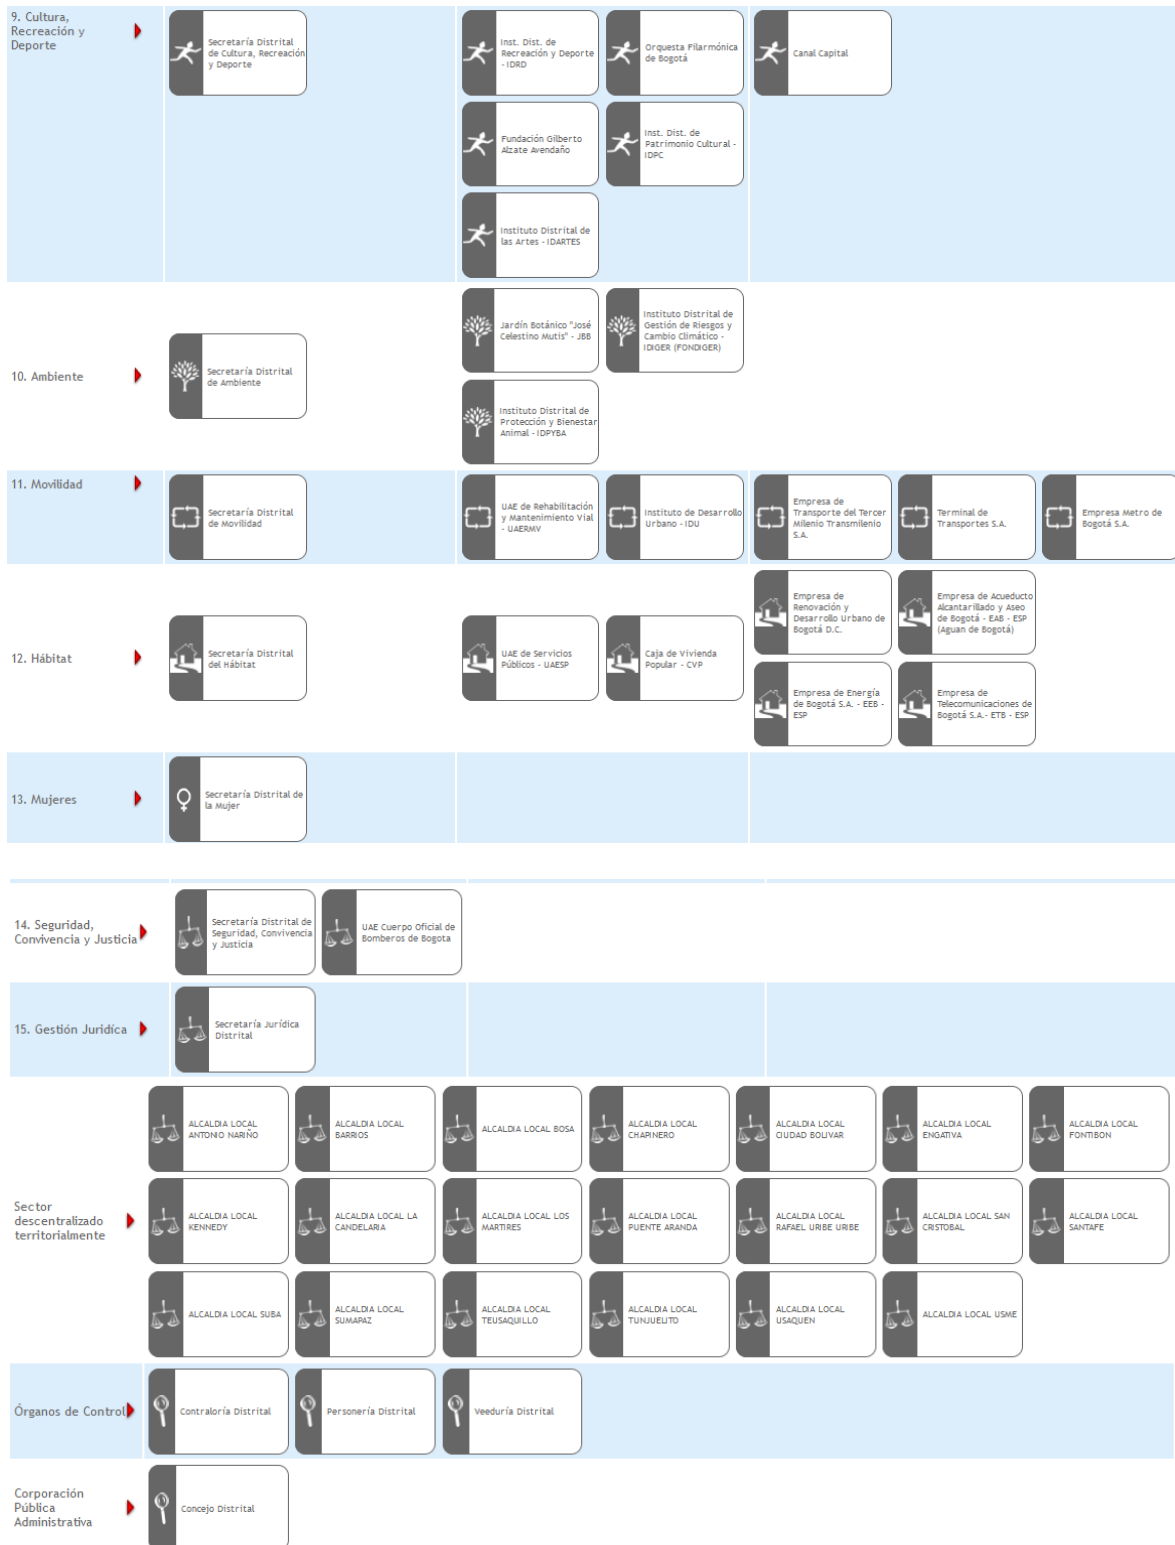 9. Cultura,
Recreación y
Deporte
Secretaría Distrital
de Cultura, Recreación
y Deporte
Inst. Dist. de
Recreación y Deporte
- IDRD
Orquesta Filarmónica
de Bogotá
Canal Capital
Fundación Gilberto
Alzate Avendaño
Inst. Dist. de
Patrimonio Cultural -
IDPC
Instituto Distrital de
las Artes - IDARTES
10. Ambiente
Secretaría Distrital
de Ambiente
Jardín Botánico "José
Celestino Mutis" - JBB
Instituto Distrital de
Gestión de Riesgos y
Cambio Climático -
IDIGER (FONDIGER)
Instituto Distrital de
Protección y Bienestar
Animal - IDPYBA
11. Movilidad
Secretaría Distrital
de Movilidad
UAE de Rehabilitación
y Mantenimiento Vial
- UAERMV
Instituto de Desarrollo
Urbano - IDU
Empresa de
Transporte del Tercer
Milenio Transmilenio
S.A.
Terminal de
Transportes S.A.
Empresa Metro de
Bogotá S.A.
12. Hábitat
Secretaría Distrital
del Hábitat
UAE de Servicios
Públicos - UAESP
Caja de Vivienda
Popular - CVP
Empresa de
Renovación y
Desarrollo Urbano de
Bogotá D.C.
Empresa de Acueducto
Alcantarillado y Aseo
de Bogotá - EAB - ESP
(Aguan de Bogotá)
Empresa de Energía
de Bogotá S.A. - EEB -
ESP
Empresa de
Telecomunicaciones de
Bogotá S.A.- ETB - ESP
13. Mujeres
Secretaría Distrital de
la Mujer
14. Seguridad,
Convivencia y Justicia
Secretaría Distrital de
Seguridad, Convivencia
y Justicia
UAE Cuerpo Oficial de
Bomberos de Bogota
15. Gestión Juridíca
Secretaría Jurídica
Distrital
Sector
descentralizado
territorialmente
ALCALDIA LOCAL
ANTONIO NARIÑO
ALCALDIA LOCAL
BARRIOS
ALCALDIA LOCAL BOSA
ALCALDIA LOCAL
CHAPINERO
ALCALDIA LOCAL
CIUDAD BOLIVAR
ALCALDIA LOCAL
ENGATIVA
ALCALDIA LOCAL
FONTIBON
ALCALDIA LOCAL
KENNEDY
ALCALDIA LOCAL LA
CANDELARIA
ALCALDIA LOCAL LOS
MARTIRES
ALCALDIA LOCAL
PUENTE ARANDA
ALCALDIA LOCAL
RAFAEL URIBE URIBE
ALCALDIA LOCAL SAN
CRISTOBAL
ALCALDIA LOCAL
SANTAFE
ALCALDIA LOCAL SUBA
ALCALDIA LOCAL
SUMAPAZ
ALCALDIA LOCAL
TEUSAQUILLO
ALCALDIA LOCAL
TUNJUELITO
ALCALDIA LOCAL
USAQUEN
ALCALDIA LOCAL USME
Órganos de Control
Contraloría Distrital
Personería Distrital
Veeduría Distrital
Corporación
Pública
Administrativa
Concejo Distrital